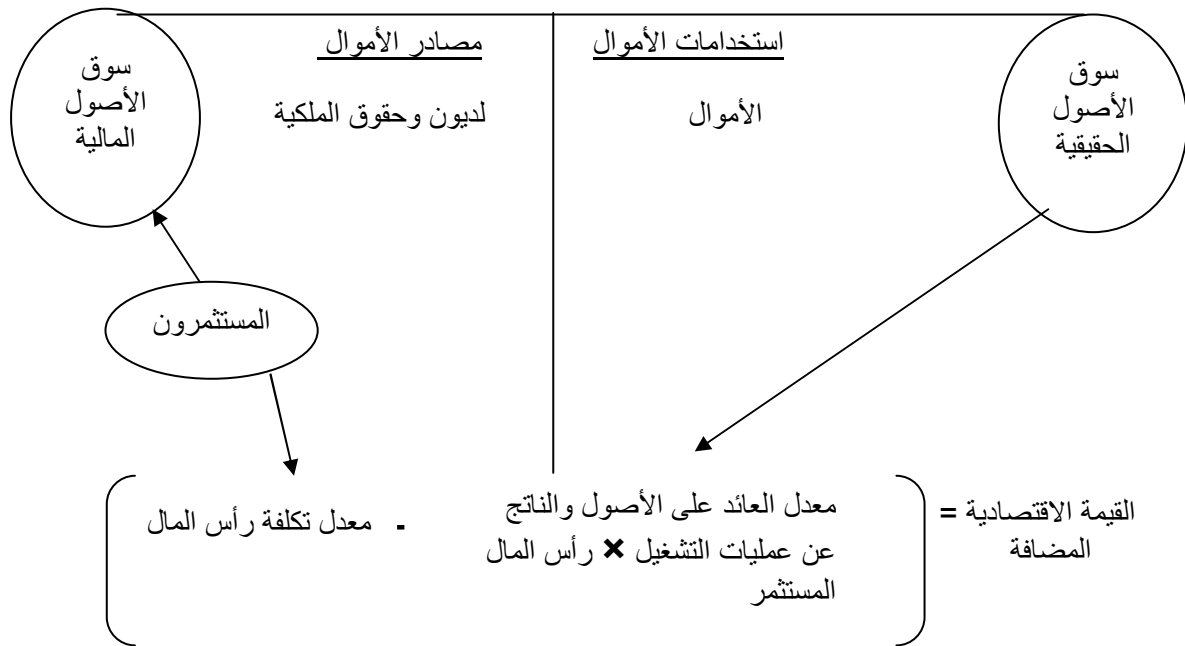 سوق
الأصول
الحقيقية
استخدامات الأموال
الأموال
مصادر الأموال
لديون وحقوق الملكية
سوق
الأصول
المالية
المستثمرون
القيمة الاقتصادية =
المضافة
معدل العائد على الأصول والناتج
عن عمليات التشغيل × رأس المال
المستثمر
- معدل تكلفة رأس المال